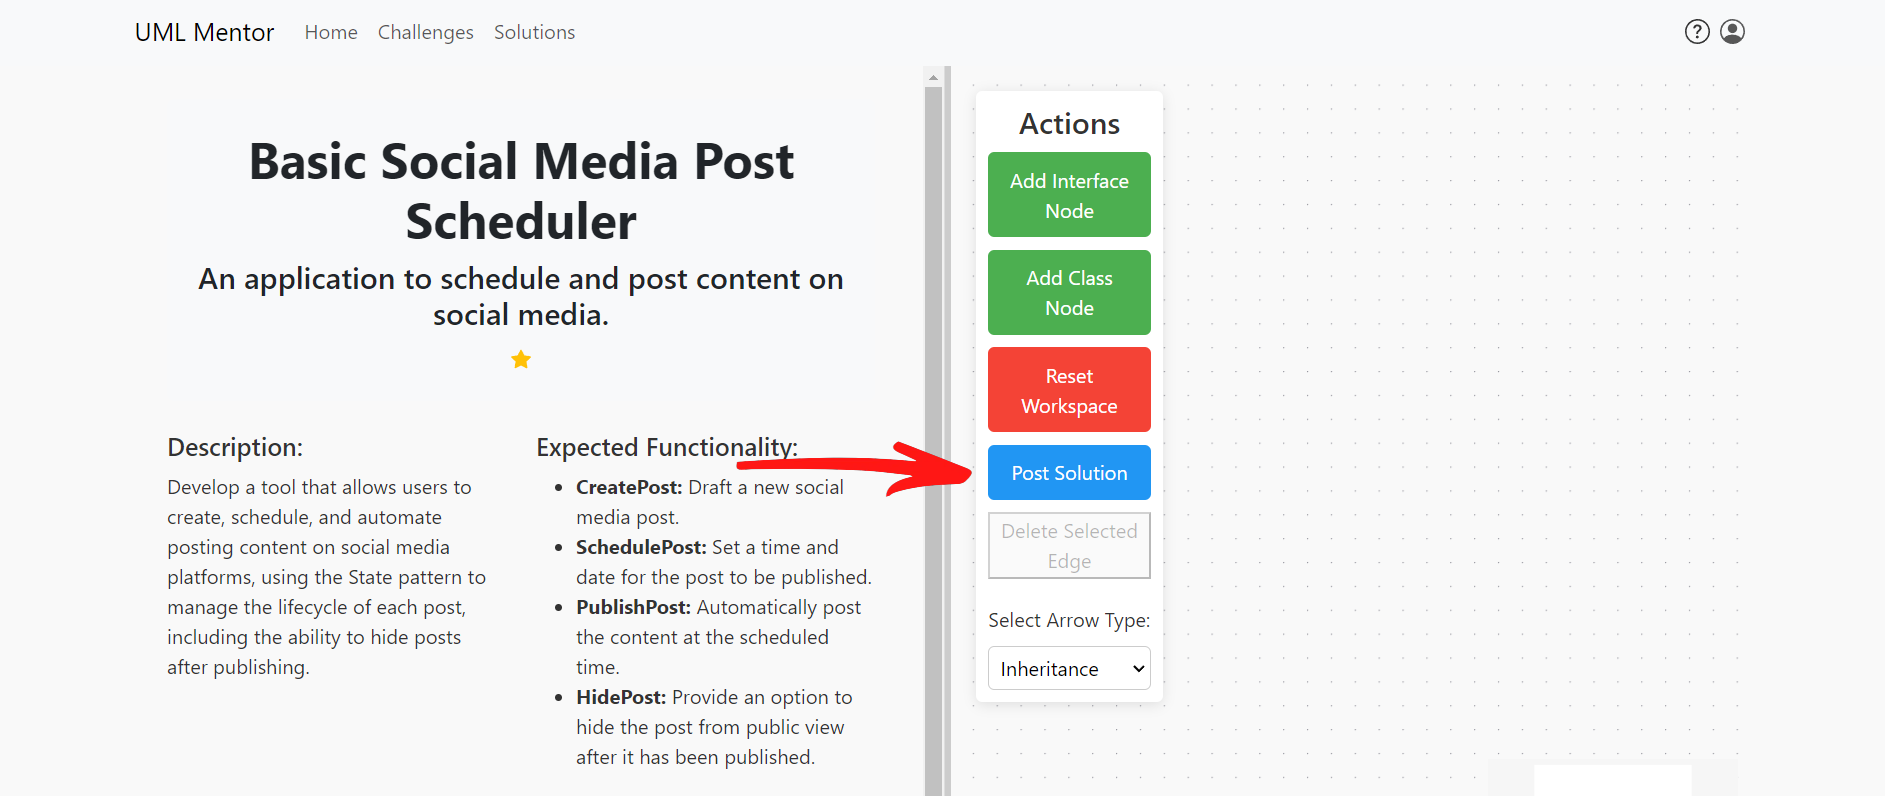 UML Mentor Home Challenges Solutions
Basic Social Media Post
Scheduler
An application to schedule and post content on
social media.
Description:
Develop a tool that allows users to
create, schedule, and automate
posting content on social media
platforms, using the State pattern to
manage the lifecycle of each post,
including the ability to hide posts
after publishing.
Expected Functionality:
• CreatePost: Draft a new social
media post.
• SchedulePost: Set a time and
date for the post to be published.
• PublishPost: Automatically post
the content at the scheduled
time.
• HidePost: Provide an option to
hide the post from public view
after it has been published.
Actions
Add Interface
Node
Add Class
Node
Reset
Workspace
Post Solution
Delete Selected
Edge
Select Arrow Type:
Inheritance